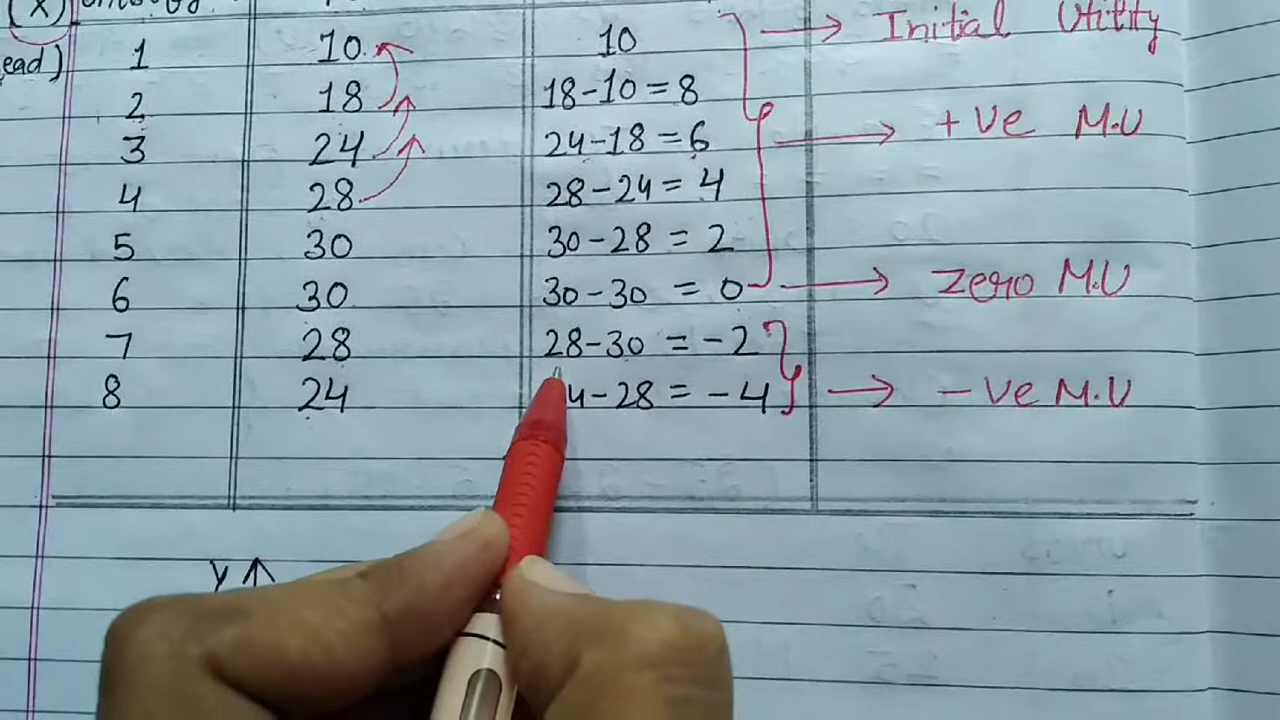 (X)
ead) 1 10 10 → Initial Utility
2 18 18-10=8
3 24 24-18=6 → +ve M.U
4 28 28-24=4
5 30 30-28=2
6 30 30-30=0 → Zero M.U
7 28 28-30=-2
8 24 4-28=-4 → -ve M.U
Y ↑